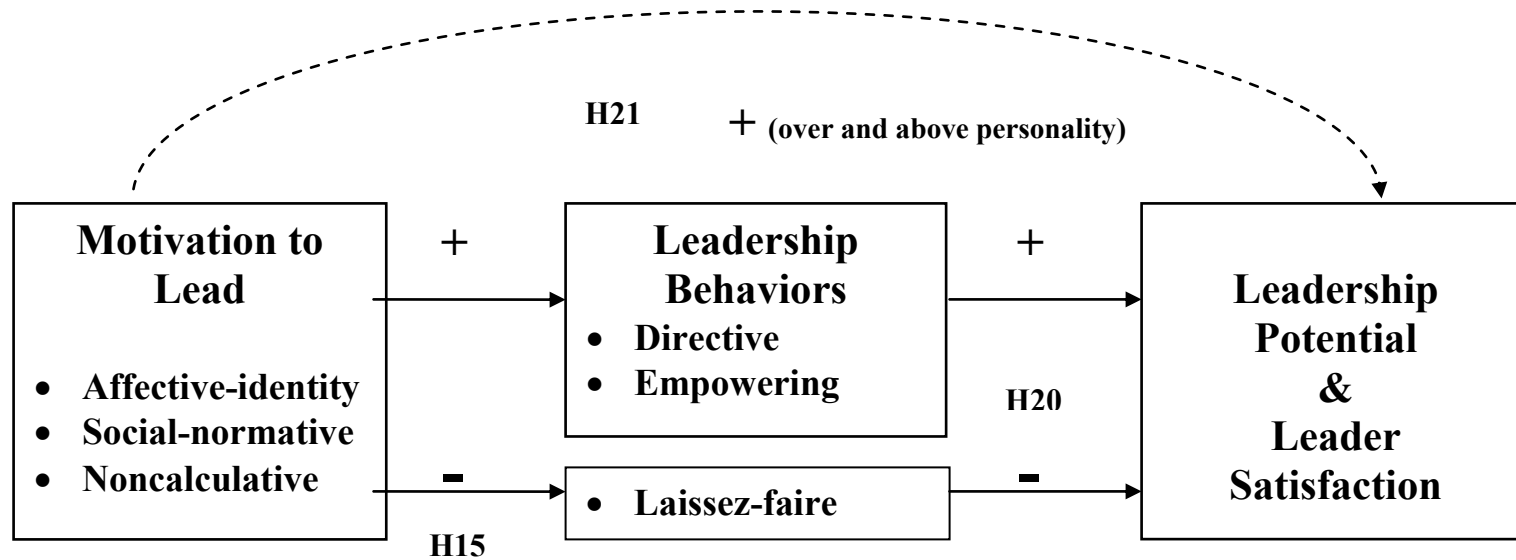 H21 + (over and above personality)
Motivation to
Lead
• Affective-identity
• Social-normative
• Noncalculative
+
-
H15
Leadership
Behaviors
• Directive
• Empowering
• Laissez-faire
+
H20
-
Leadership
Potential
&
Leader
Satisfaction